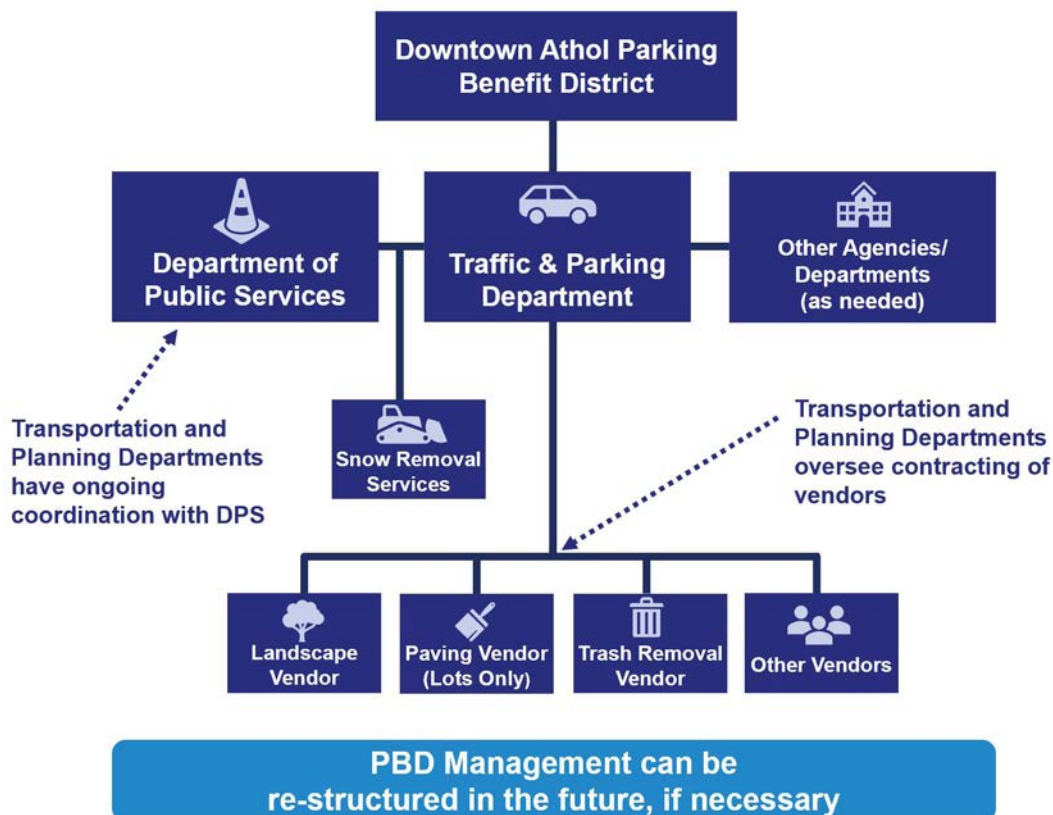 Downtown Athol Parking
Benefit District
Department of
Public Services
Traffic & Parking
Department
Other Agencies/
Departments
(as needed)
Transportation and
Planning Departments
have ongoing
coordination with DPS
Snow Removal
Services
Transportation and
Planning Departments
oversee contracting of
vendors
Landscape
Vendor
Paving Vendor
(Lots Only)
Trash Removal
Vendor
Other Vendors
PBD Management can be
re-structured in the future, if necessary